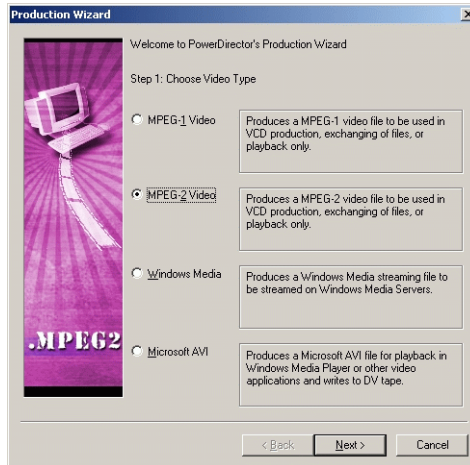 Production Wizard
Welcome to PowerDirector's Production Wizard
Step 1: Choose Video Type
MPEG-1 Video
Produces a MPEG-1 video file to be used in
VCD production, exchanging of files, or
playback only.
MPEG-2 Video
Produces a MPEG-2 video file to be used in
VCD production, exchanging of files, or
playback only.
Windows Media
Produces a Windows Media streaming file to
be streamed on Windows Media Servers.
.MPEG2
Microsoft AVI
Produces a Microsoft AVI file for playback in
Windows Media Player or other video
applications and writes to DV tape.
< Back
Next >
Cancel